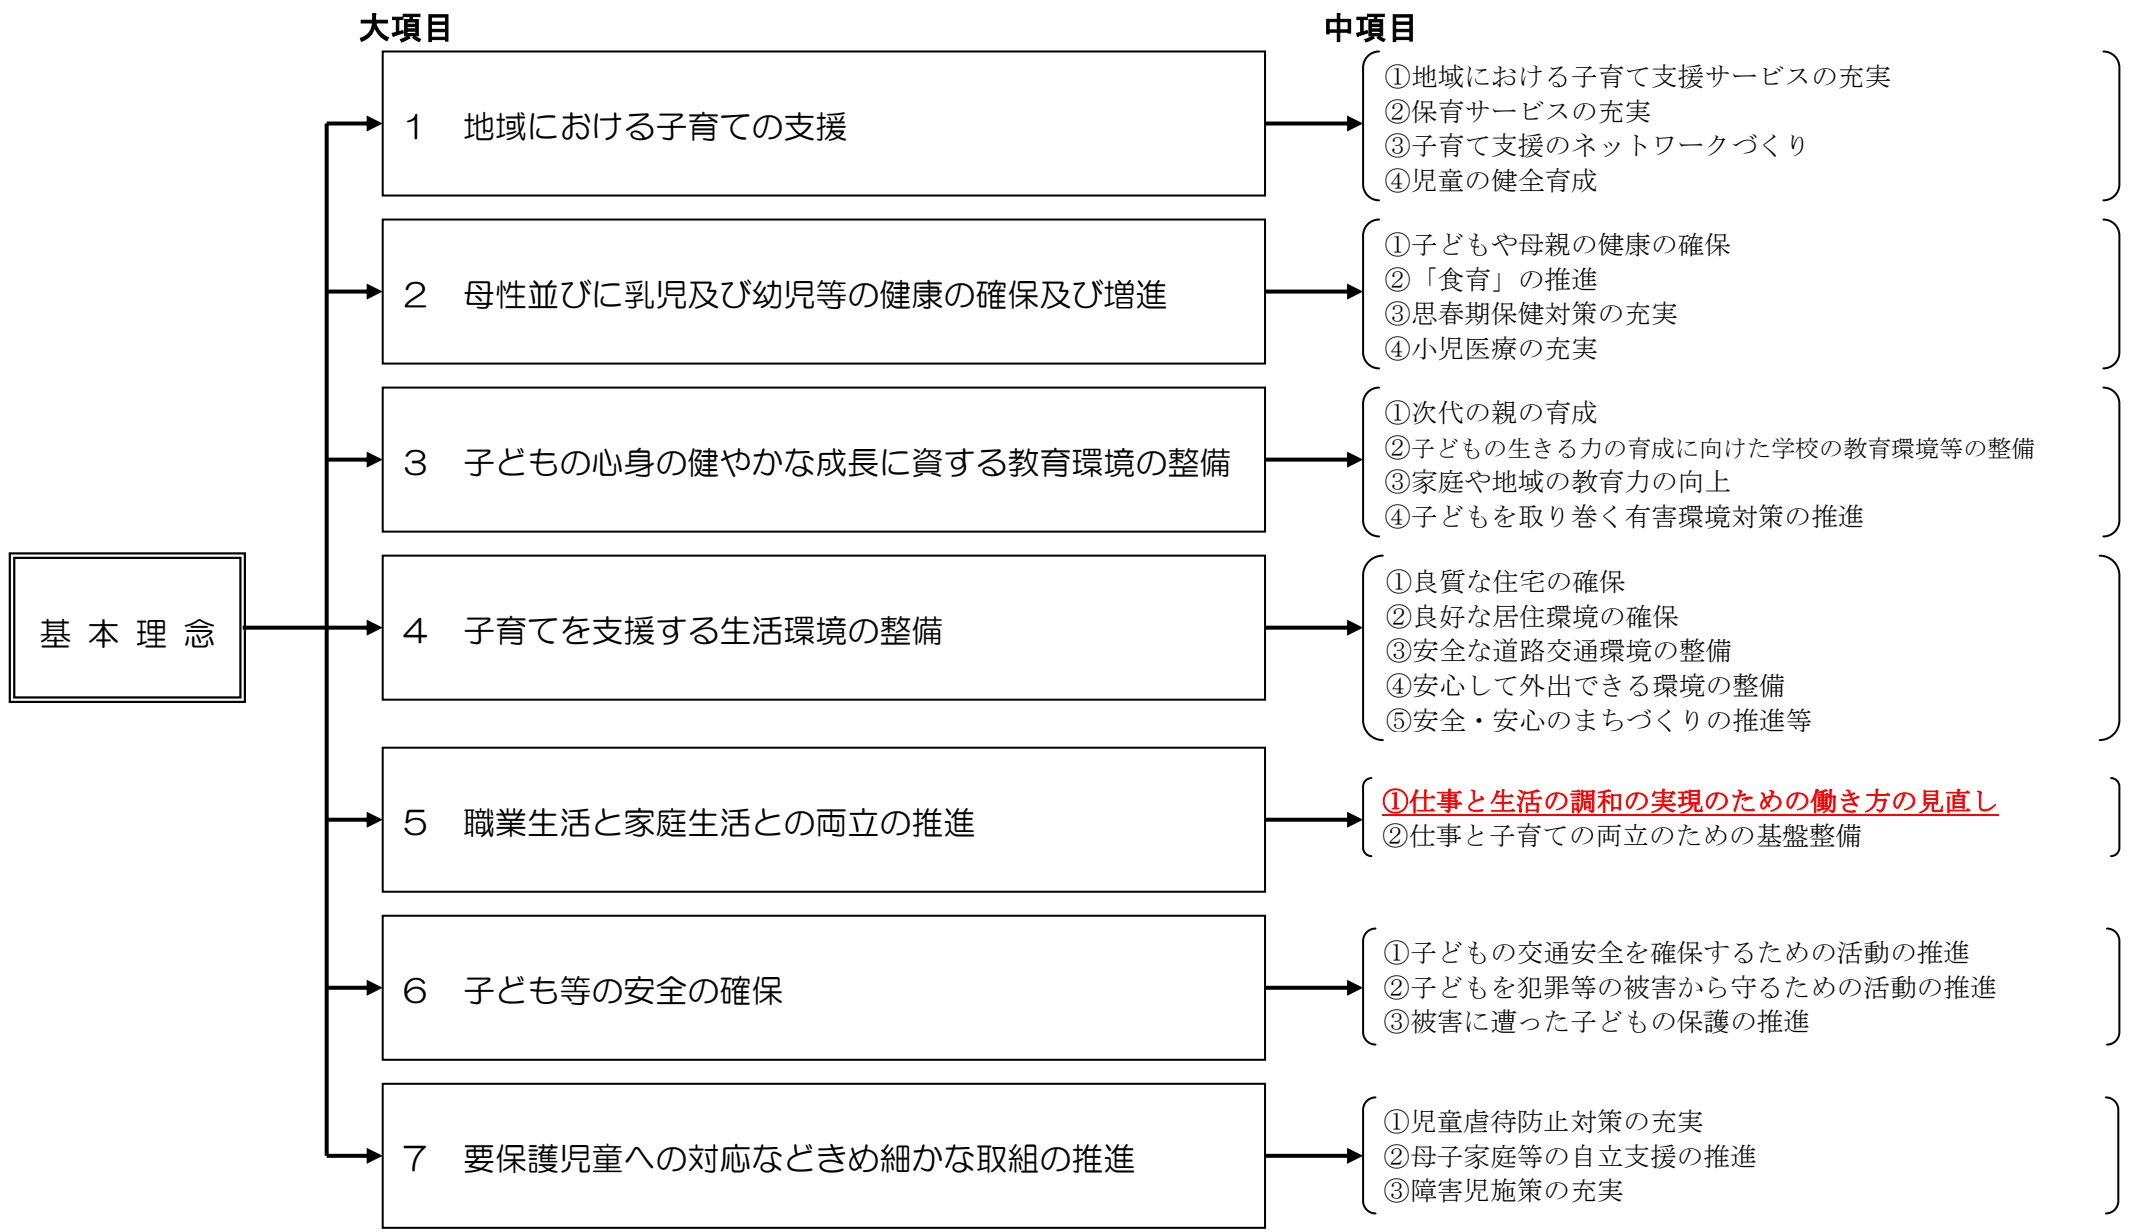 大項目
中項目
1 地域における子育ての支援
①地域における子育て支援サービスの充実
②保育サービスの充実
③子育て支援のネットワークづくり
④児童の健全育成
2 母性並びに乳児及び幼児等の健康の確保及び増進
①子どもや母親の健康の確保
②「食育」の推進
③思春期保健対策の充実
④小児医療の充実
3 子どもの心身の健やかな成長に資する教育環境の整備
①次代の親の育成
②子どもの生きる力の育成に向けた学校の教育環境等の整備
③家庭や地域の教育力の向上
④子どもを取り巻く有害環境対策の推進
基本理念
4 子育てを支援する生活環境の整備
①良質な住宅の確保
②良好な居住環境の確保
③安全な道路交通環境の整備
④安心して外出できる環境の整備
⑤安全・安心のまちづくりの推進等
5 職業生活と家庭生活との両立の推進
①仕事と生活の調和の実現のための働き方の見直し
②仕事と子育ての両立のための基盤整備
6 子ども等の安全の確保
①子どもの交通安全を確保するための活動の推進
②子どもを犯罪等の被害から守るための活動の推進
③被害に遭った子どもの保護の推進
7 要保護児童への対応などきめ細かな取組の推進
①児童虐待防止対策の充実
②母子家庭等の自立支援の推進
③障害児施策の充実